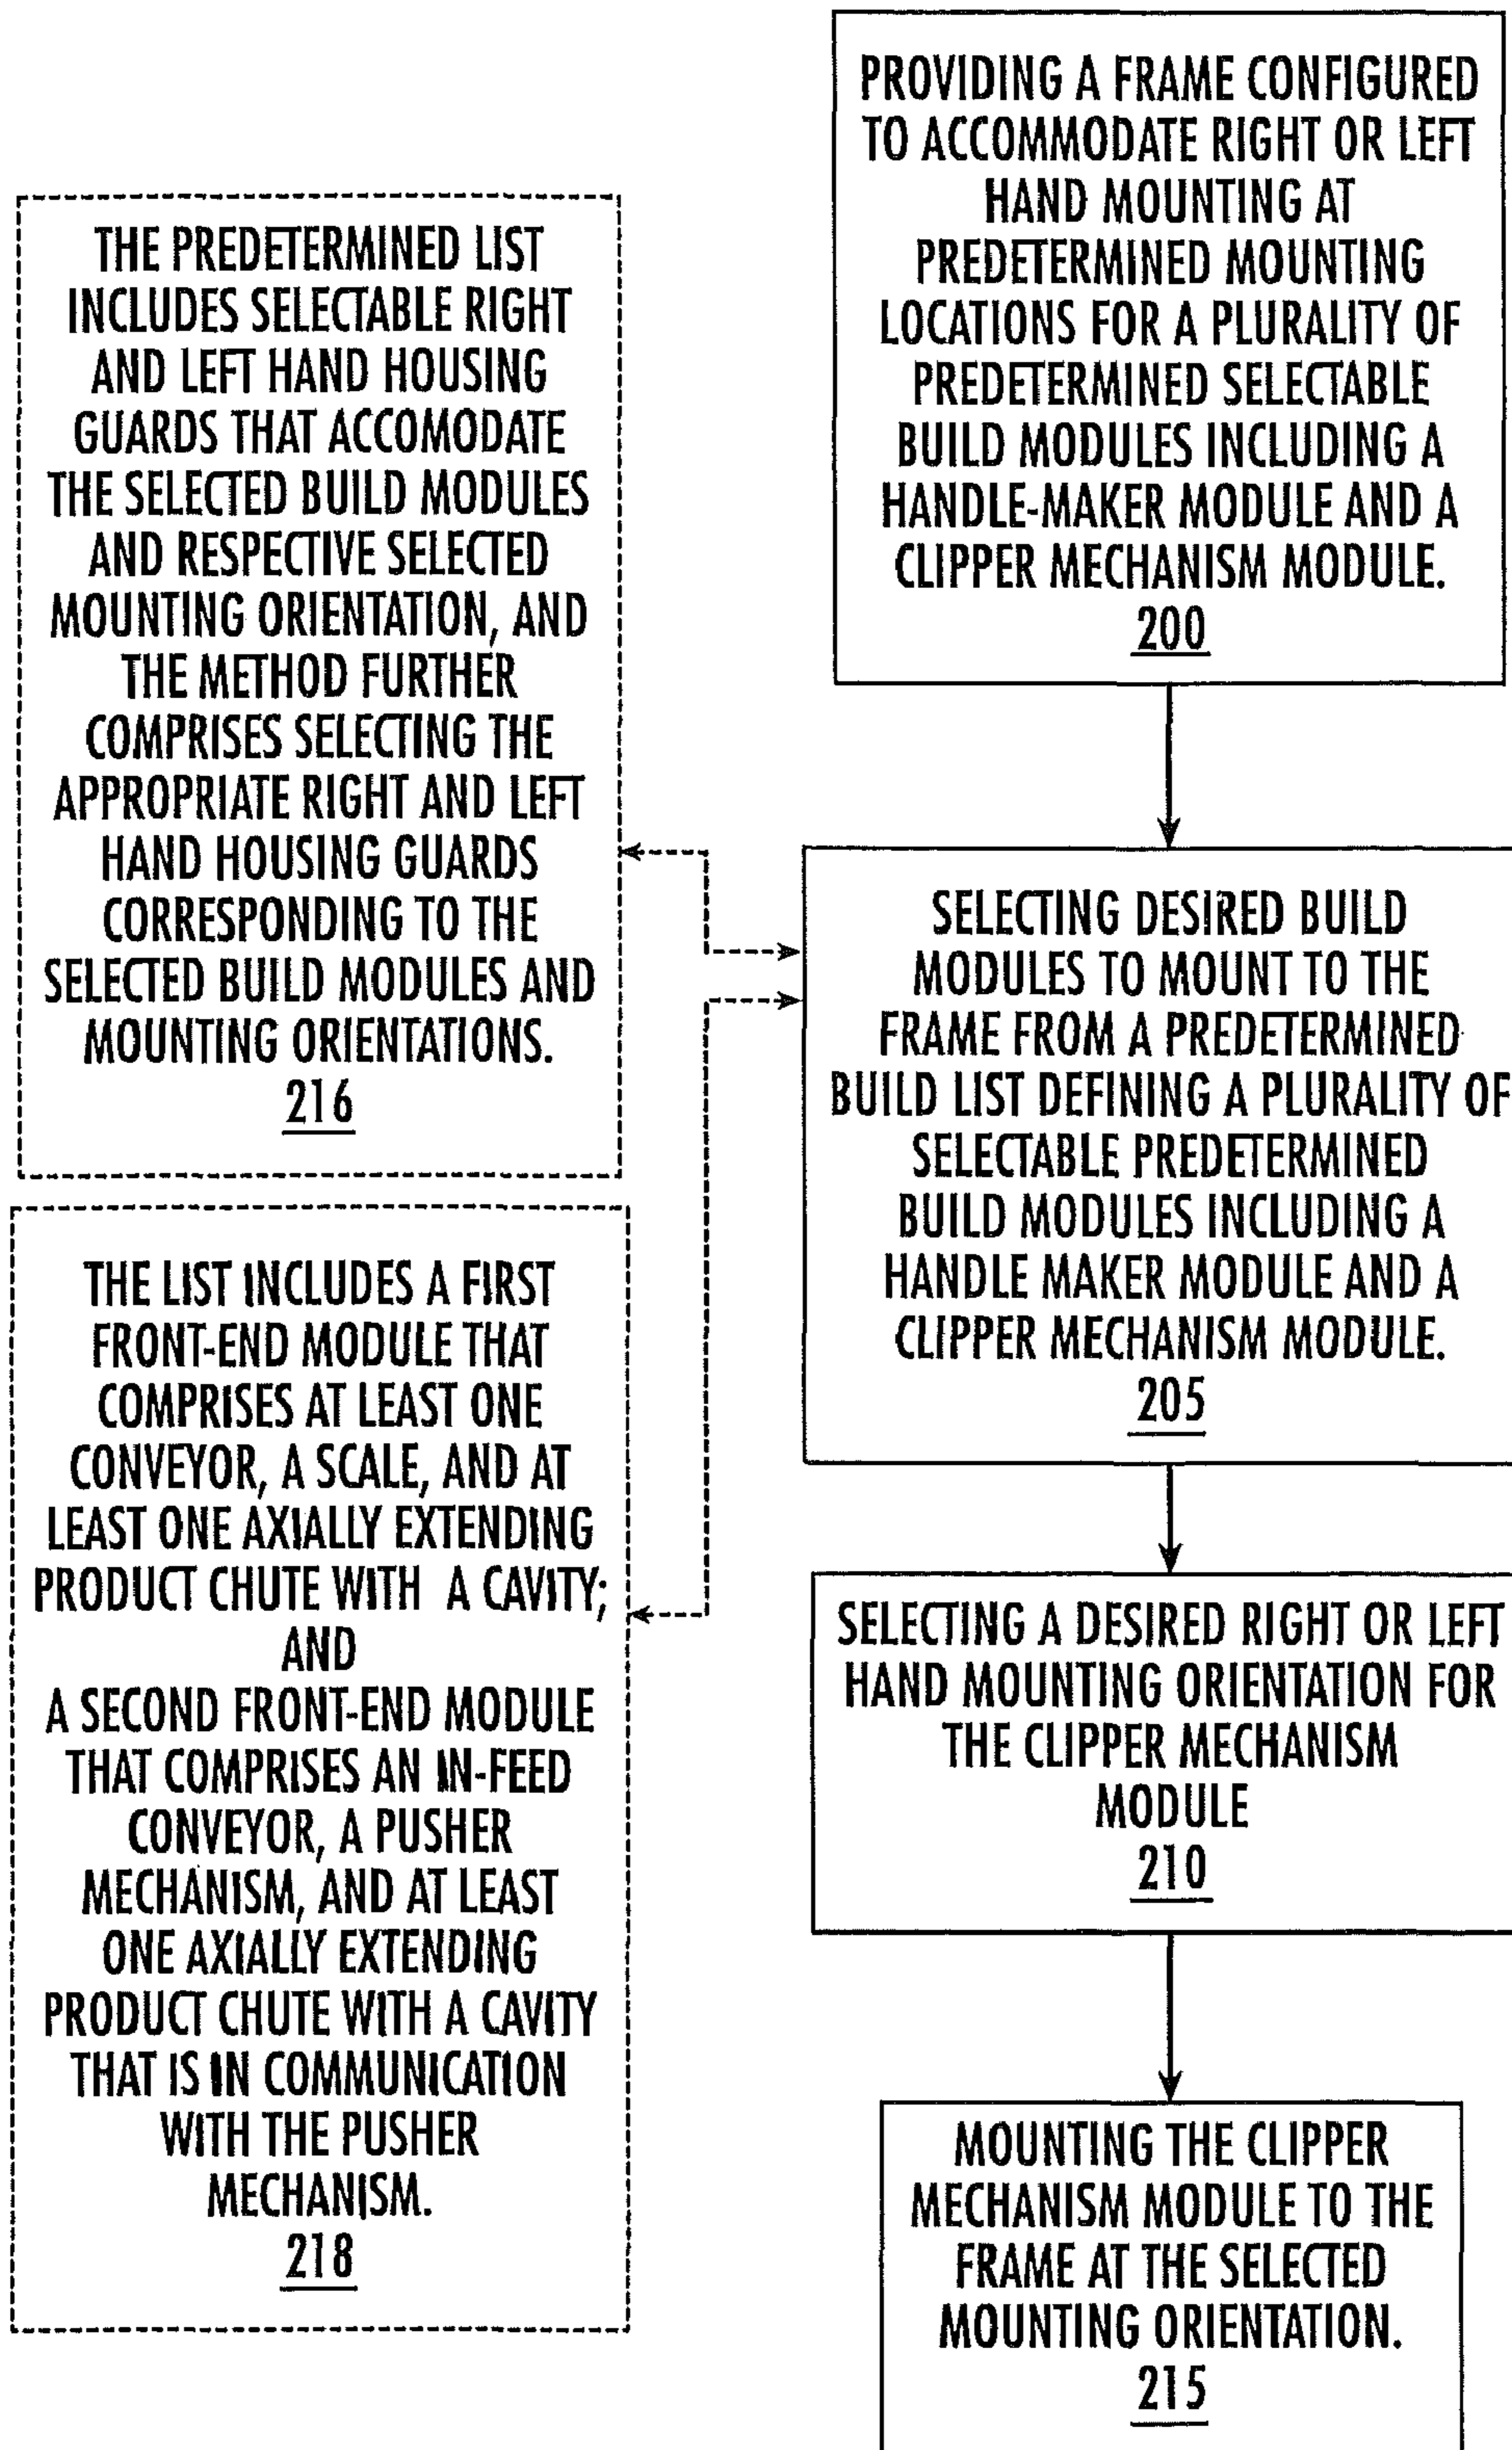 PROVIDING A FRAME CONFIGURED
TO ACCOMMODATE RIGHT OR LEFT
HAND MOUNTING AT
PREDETERMINED MOUNTING
LOCATIONS FOR A PLURALITY OF
PREDETERMINED SELECTABLE
BUILD MODULES INCLUDING A
HANDLE-MAKER MODULE AND A
CLIPPER MECHANISM MODULE.
200
THE PREDETERMINED LIST
INCLUDES SELECTABLE RIGHT
AND LEFT HAND HOUSING
GUARDS THAT ACCOMODATE
THE SELECTED BUILD MODULES
AND RESPECTIVE SELECTED
MOUNTING ORIENTATION, AND
THE METHOD FURTHER
COMPRISES SELECTING THE
APPROPRIATE RIGHT AND LEFT
HAND HOUSING GUARDS
CORRESPONDING TO THE
SELECTED BUILD MODULES AND
MOUNTING ORIENTATIONS.
216
SELECTING DESIRED BUILD
MODULES TO MOUNT TO THE
FRAME FROM A PREDETERMINED
BUILD LIST DEFINING A PLURALITY OF
SELECTABLE PREDETERMINED
BUILD MODULES INCLUDING A
HANDLE MAKER MODULE AND A
CLIPPER MECHANISM MODULE.
205
THE LIST INCLUDES A FIRST
FRONT-END MODULE THAT
COMPRISES AT LEAST ONE
CONVEYOR, A SCALE, AND AT
LEAST ONE AXIALLY EXTENDING
PRODUCT CHUTE WITH A CAVITY;
AND
A SECOND FRONT-END MODULE
THAT COMPRISES AN IN-FEED
CONVEYOR, A PUSHER
MECHANISM, AND AT LEAST
ONE AXIALLY EXTENDING
PRODUCT CHUTE WITH A CAVITY
THAT IS IN COMMUNICATION
WITH THE PUSHER
MECHANISM.
218
SELECTING A DESIRED RIGHT OR LEFT
HAND MOUNTING ORIENTATION FOR
THE CLIPPER MECHANISM
MODULE
210
MOUNTING THE CLIPPER
MECHANISM MODULE TO THE
FRAME AT THE SELECTED
MOUNTING ORIENTATION.
215